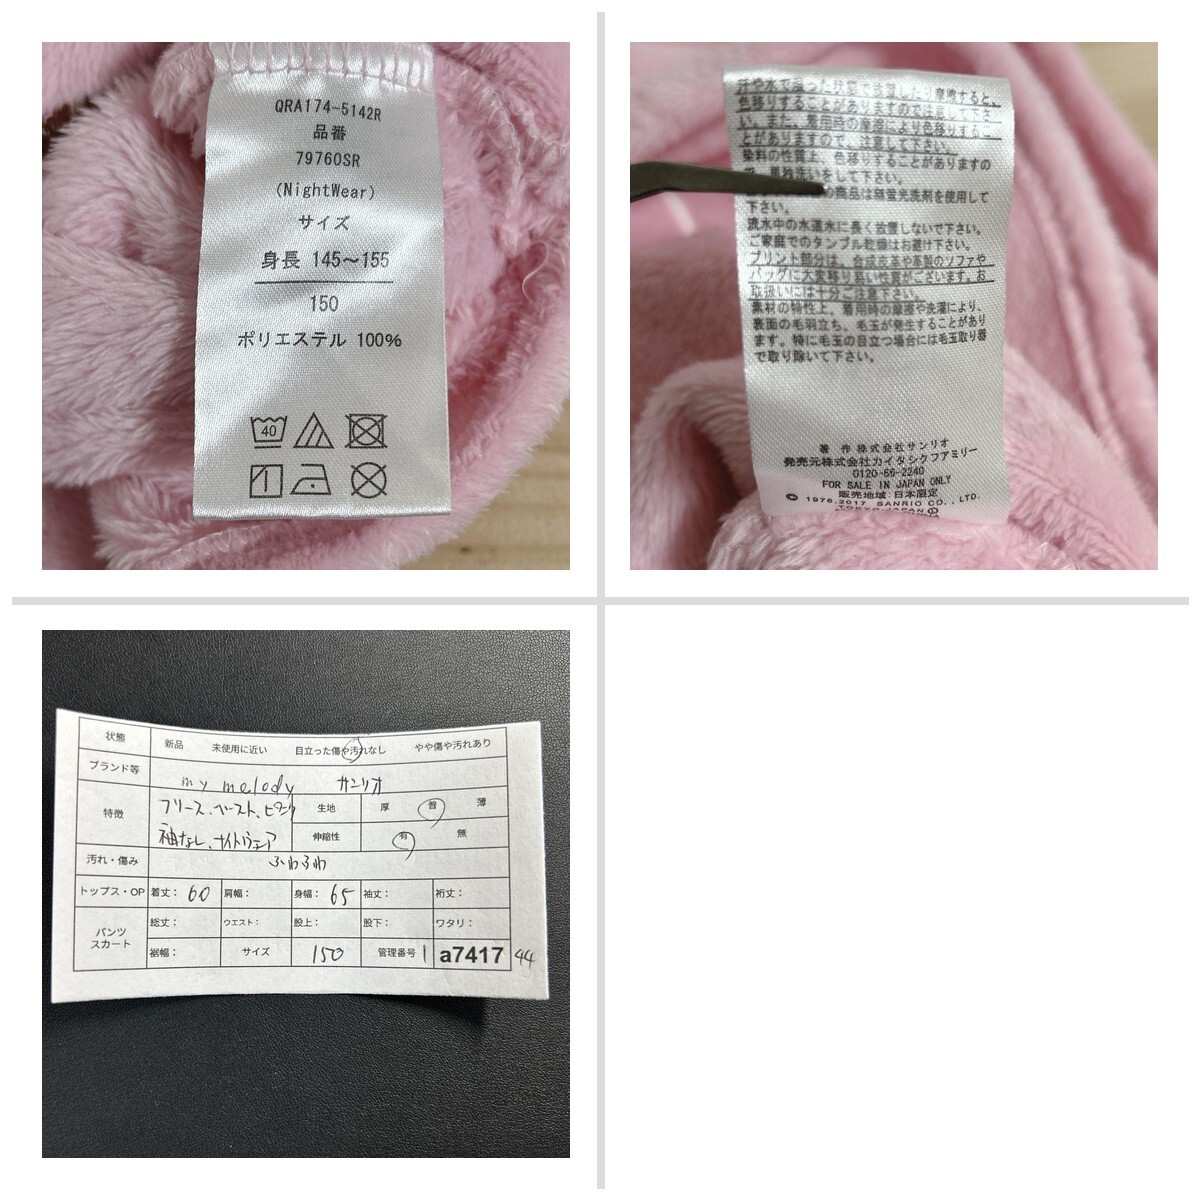 QRA174-5142R
品番
79760SR
(NightWear)
サイズ
身長 145〜155
150
ポリエステル 100%
40
汗や水で湿った状態で放置したり摩擦すると、
色移りすることがありますので注意して下さ
い。また、着用時の摩擦により色移りするこ
とがありますので、注意して下さい。
染料の性質上、色移りすることがありますの
で、単独洗いをして下さい。
の商品は無蛍光洗剤を使用して
下さい。
流水中の水道水に長く放置しないで下さい。
ご家庭でのタンブル乾燥はお避け下さい。
プリント部分は、合成皮革や革製のソファや
バッグに大変移り易い性質がございます。お
取扱いには十分ご注意下さい。
素材の特性上、着用時の摩擦や洗濯により、
表面の毛羽立ち、毛玉が発生することがあり
ます。特に毛玉の目立つ場合には毛玉取り器
で取り除いて下さい。
著作 株式会社サンリオ
発売元株式会社カイタックファミリー
0120-66-2240
FOR SALE IN JAPAN ONLY
販売地域:日本限定
© 1976,2017 SANRIO CO., LTD.
TOKYO, JAPAN Ⓛ
状態 新品 未使用に近い 目立った傷や汚れなし やや傷や汚れあり
ブランド等 my melody サンリオ
特徴 フリース、ベスト、ピンク 生地 厚 普 薄
袖なし、ナイトウェア 伸縮性 有 無
汚れ・傷み ふわふわ
トップス・OP 着丈: 60 肩幅: 身幅: 65 袖丈: 裄丈:
パンツ スカート 総丈: ウエスト: 股上: 股下: ワタリ:
裾幅: サイズ 150 管理番号 1 a7417 44